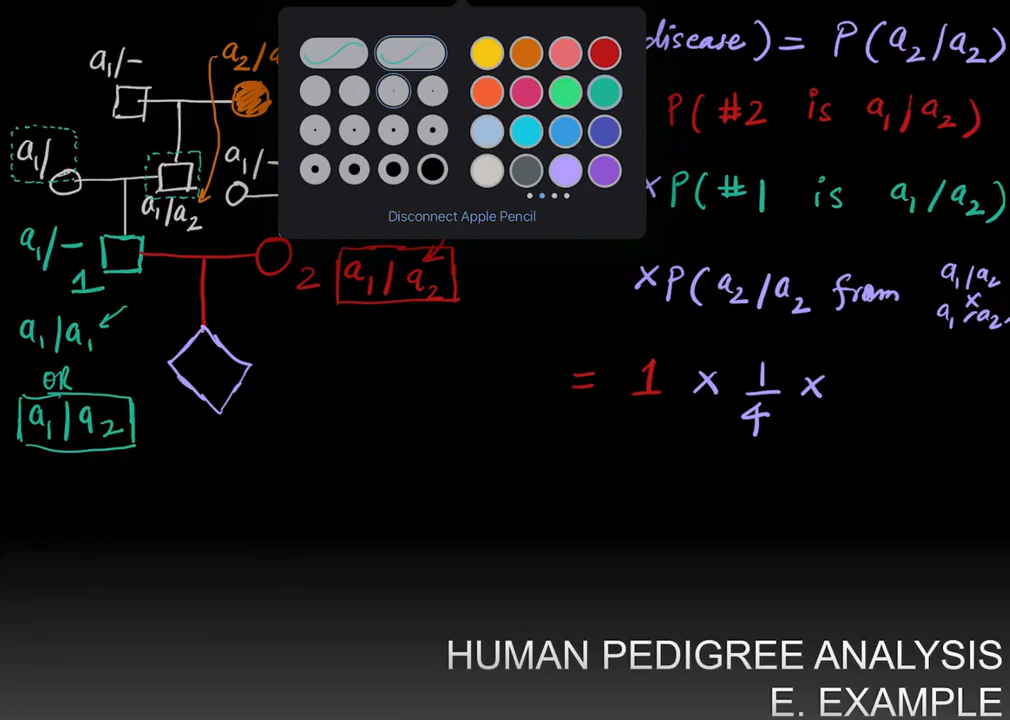 a₁/-
a₂/a
a₁/
a₁/a₂
a₁/-
a₁/-
1
a₁/a₁
OR
a₁/a₂
2
a₁/a₂
Disconnect Apple Pencil
disease) = P(a₂/a₂)
P(#2 is a₁/a₂)
×P(#1 is a₁/a₂)
×P(a₂/a₂ from a₁/a₂
×
a₁/a₂
= 1 × 1/4 ×
HUMAN PEDIGREE ANALYSIS
E. EXAMPLE